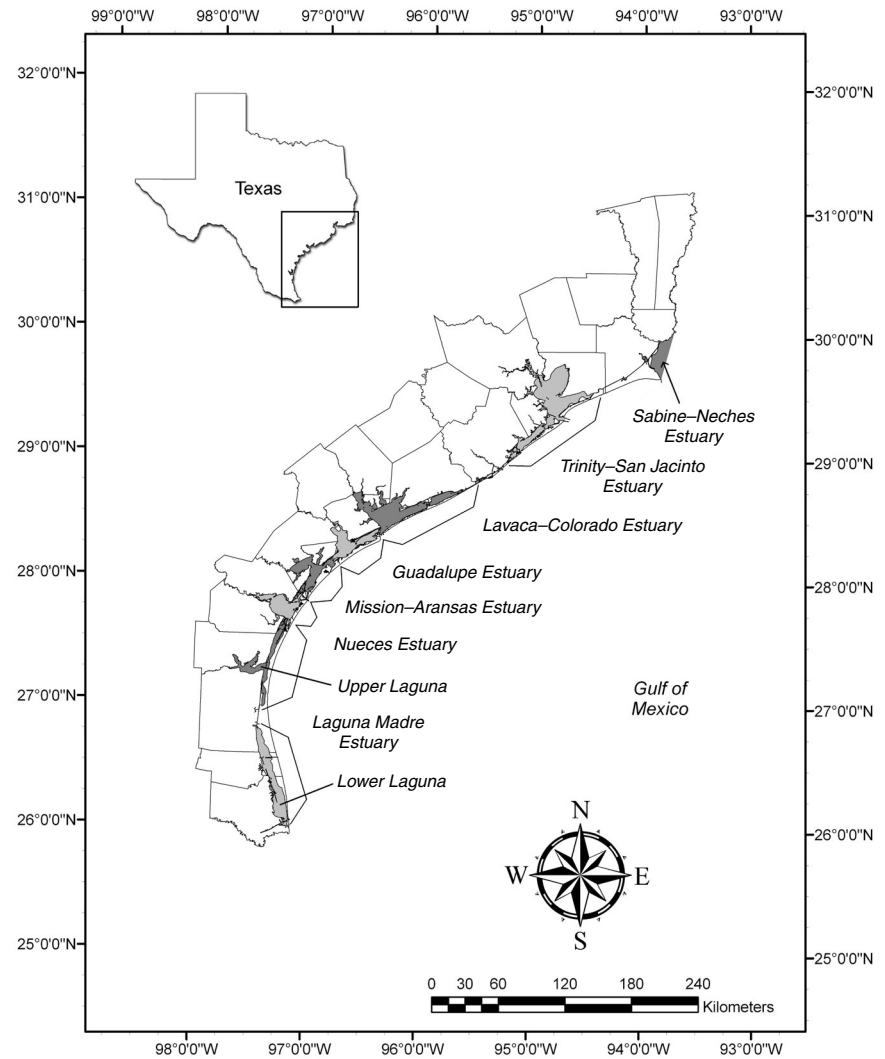 99°0'0"W 98°0'0"W 97°0'0"W 96°0'0"W 95°0'0"W 94°0'0"W 93°0'0"W
32°0'0"N
32°0'0"N
Texas
31°0'0"N
31°0'0"N
30°0'0"N
30°0'0"N
Sabine–Neches
Estuary
29°0'0"N
29°0'0"N
Trinity–San Jacinto
Estuary
Lavaca–Colorado Estuary
28°0'0"N
28°0'0"N
Guadalupe Estuary
Mission–Aransas Estuary
Nueces Estuary
Upper Laguna
27°0'0"N
27°0'0"N
Gulf of
Mexico
Laguna Madre
Estuary
Lower Laguna
26°0'0"N
26°0'0"N
N
W E
S
25°0'0"N
25°0'0"N
0 30 60 120 180 240
Kilometers
98°0'0"W 97°0'0"W 96°0'0"W 95°0'0"W 94°0'0"W 93°0'0"W